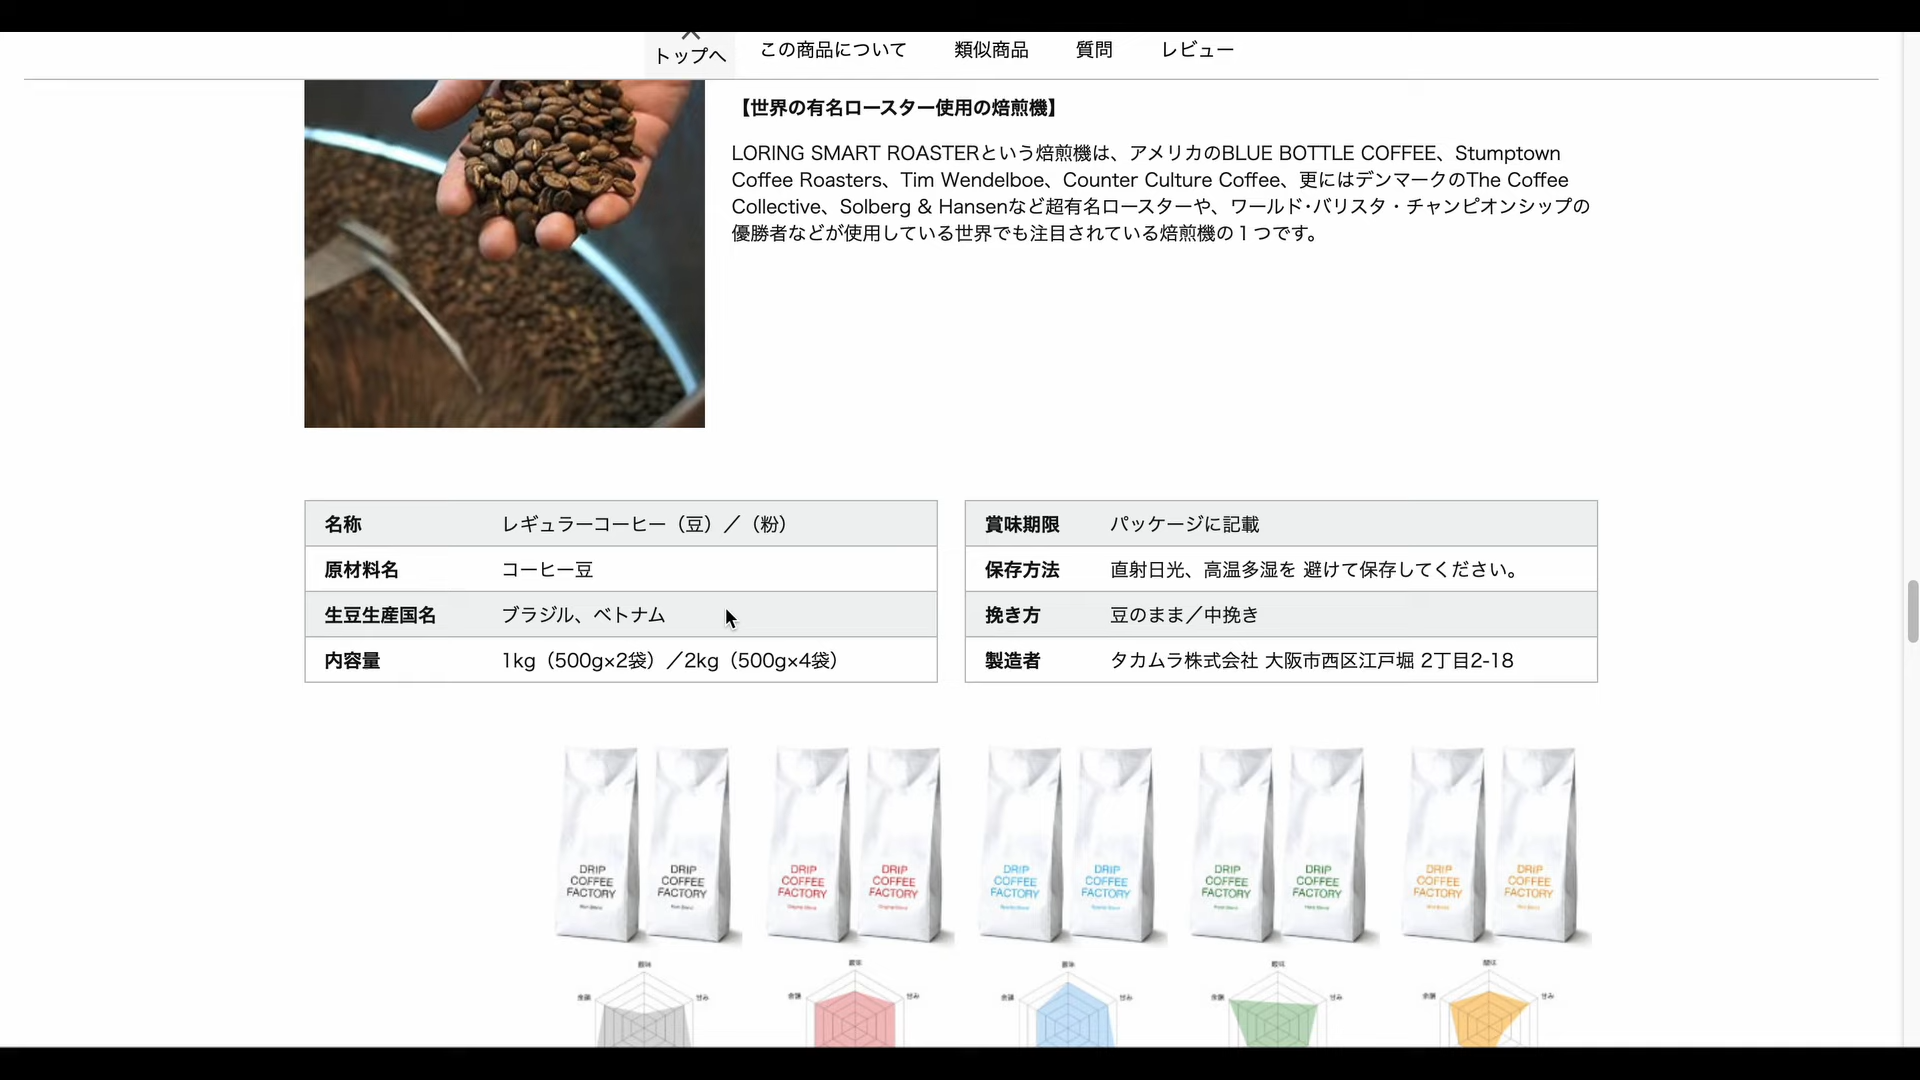 トップへ
この商品について
類似商品
質問
レビュー
【世界の有名ロースター使用の焙煎機】
LORING SMART ROASTERという焙煎機は、アメリカのBLUE BOTTLE COFFEE、Stumptown
Coffee Roasters、Tim Wendelboe、Counter Culture Coffee、更にはデンマークのThe Coffee
Collective、Solberg & Hansenなど超有名ロースターや、ワールド･バリスタ・チャンピオンシップの
優勝者などが使用している世界でも注目されている焙煎機の１つです。
名称 レギュラーコーヒー（豆）／（粉）
原材料名 コーヒー豆
生豆生産国名 ブラジル、ベトナム
内容量 1kg（500g×2袋）／2kg（500g×4袋）
賞味期限 パッケージに記載
保存方法 直射日光、高温多湿を 避けて保存してください。
挽き方 豆のまま／中挽き
製造者 タカムラ株式会社 大阪市西区江戸堀 2丁目2-18
DRIP
COFFEE
FACTORY
DRIP
COFFEE
FACTORY
DRIP
COFFEE
FACTORY
DRIP
COFFEE
FACTORY
DRIP
COFFEE
FACTORY
DRIP
COFFEE
FACTORY
DRIP
COFFEE
FACTORY
DRIP
COFFEE
FACTORY
DRIP
COFFEE
FACTORY
DRIP
COFFEE
FACTORY